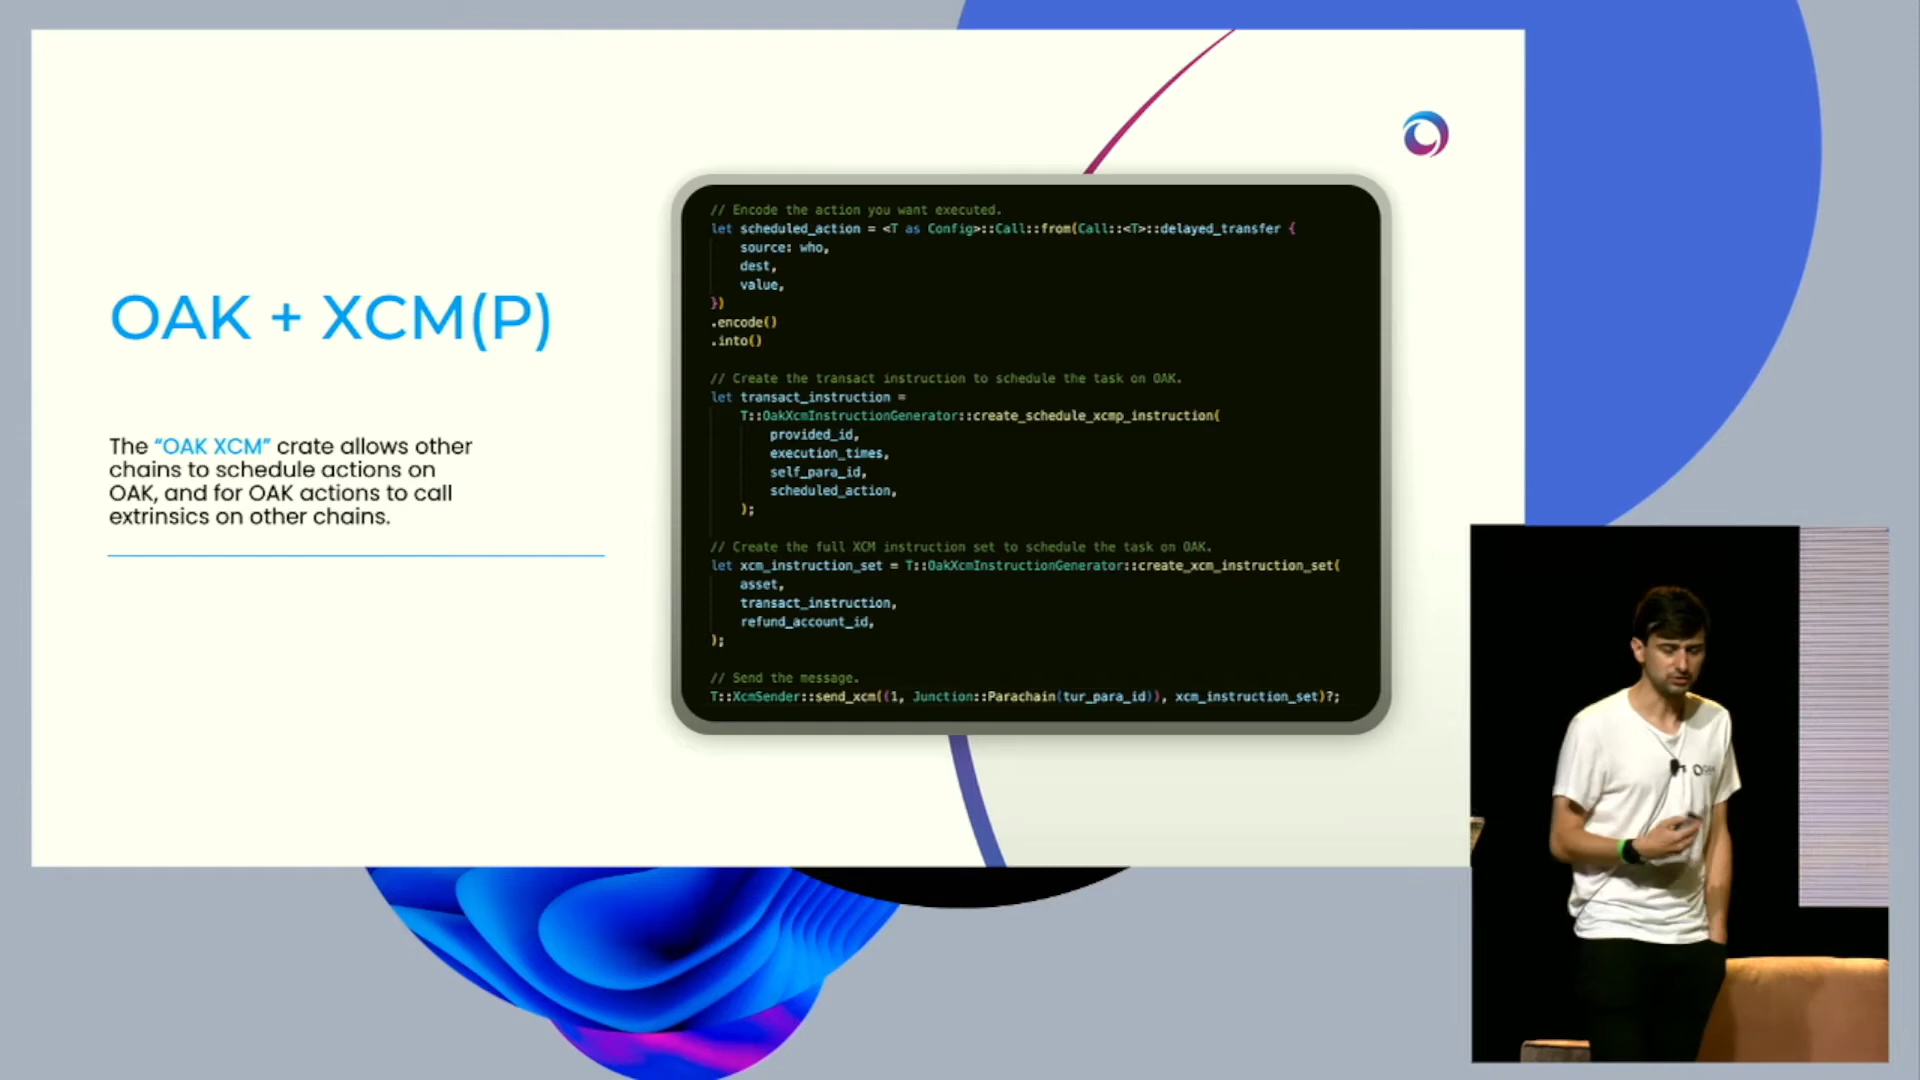 OAK + XCM(P)
The “OAK XCM” crate allows other
chains to schedule actions on
OAK, and for OAK actions to call
extrinsics on other chains.
// Encode the action you want executed.
let scheduled_action = <T as Config>::Call::from(Call::<T>::delayed_transfer {
source: who,
dest,
value,
})
.encode()
.into()
// Create the transact instruction to schedule the task on OAK.
let transact_instruction =
T::OakXcmInstructionGenerator::create_schedule_xcmp_instruction(
provided_id,
execution_times,
self_para_id,
scheduled_action,
);
// Create the full XCM instruction set to schedule the task on OAK.
let xcm_instruction_set = T::OakXcmInstructionGenerator::create_xcm_instruction_set(
asset,
transact_instruction,
refund_account_id,
);
// Send the message.
T::XcmSender::send_xcm((1, Junction::Parachain(tur_para_id)), xcm_instruction_set)?;